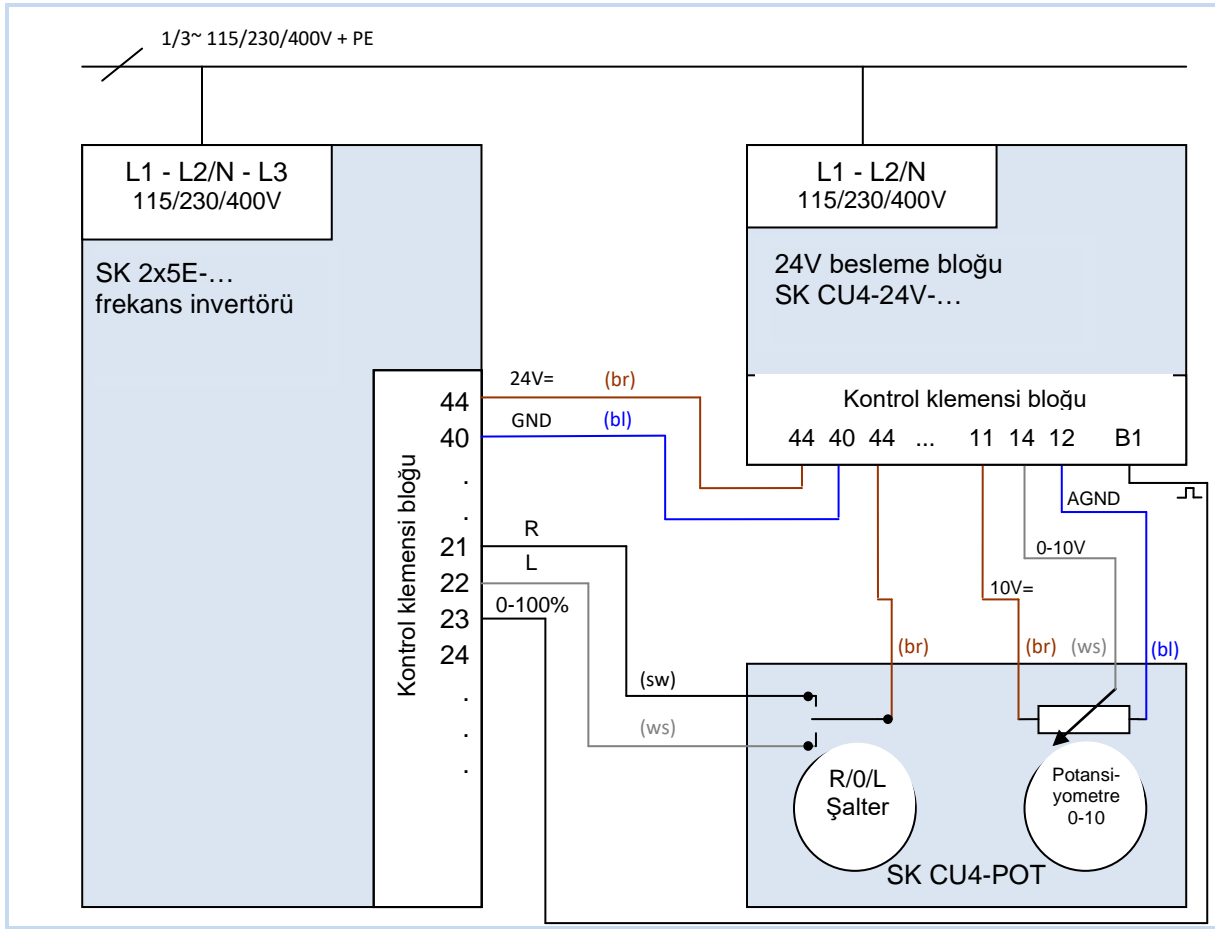 1/3~ 115/230/400V + PE
L1 - L2/N - L3
115/230/400V
SK 2x5E-…
frekans invertörü
Kontrol klemensi bloğu
44
40
.
.
21
22
23
24
.
.
.
24V=
(br)
GND
(bl)
R
L
0-100%
(sw)
(ws)
L1 - L2/N
115/230/400V
24V besleme bloğu
SK CU4-24V-…
Kontrol klemensi bloğu
44 40 44 ... 11 14 12 B1
AGND
0-10V
10V=
(br)
(br)
(ws)
(bl)
R/0/L
Şalter
Potansi-
yometre
0-10
SK CU4-POT